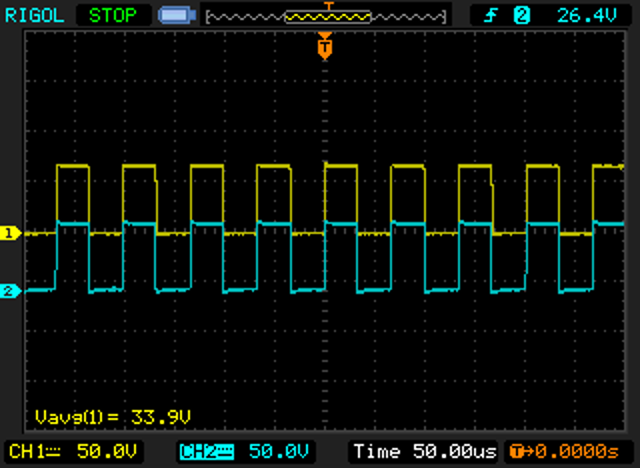 RIGOL STOP T 2 26.4V
T
1
2
Vavg(1)= 33.9V
CH1 50.0V CH2 50.0V Time 50.00us T→0.0000s